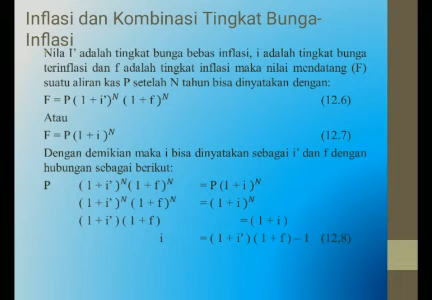 Inflasi dan Kombinasi Tingkat Bunga-
Inflasi
Nila I’ adalah tingkat bunga bebas inflasi, i adalah tingkat bunga
terinflasi dan f adalah tingkat inflasi maka nilai mendatang (F)
suatu aliran kas P setelah N tahun bisa dinyatakan dengan:
F = P ( 1 + i’)^N ( 1 + f )^N (12.6)
Atau
F = P (1 + i )^N (12.7)
Dengan demikian maka i bisa dinyatakan sebagai i’ dan f dengan
hubungan sebagai berikut:
P ( 1 + i’ )^N ( 1 + f )^N = P (1 + i )^N
( 1 + i’ )^N ( 1 + f )^N = ( 1 + i )^N
( 1 + i’ ) ( 1 + f ) = ( 1 + i )
i = ( 1 + i’ ) ( 1 + f ) – 1 (12,8)